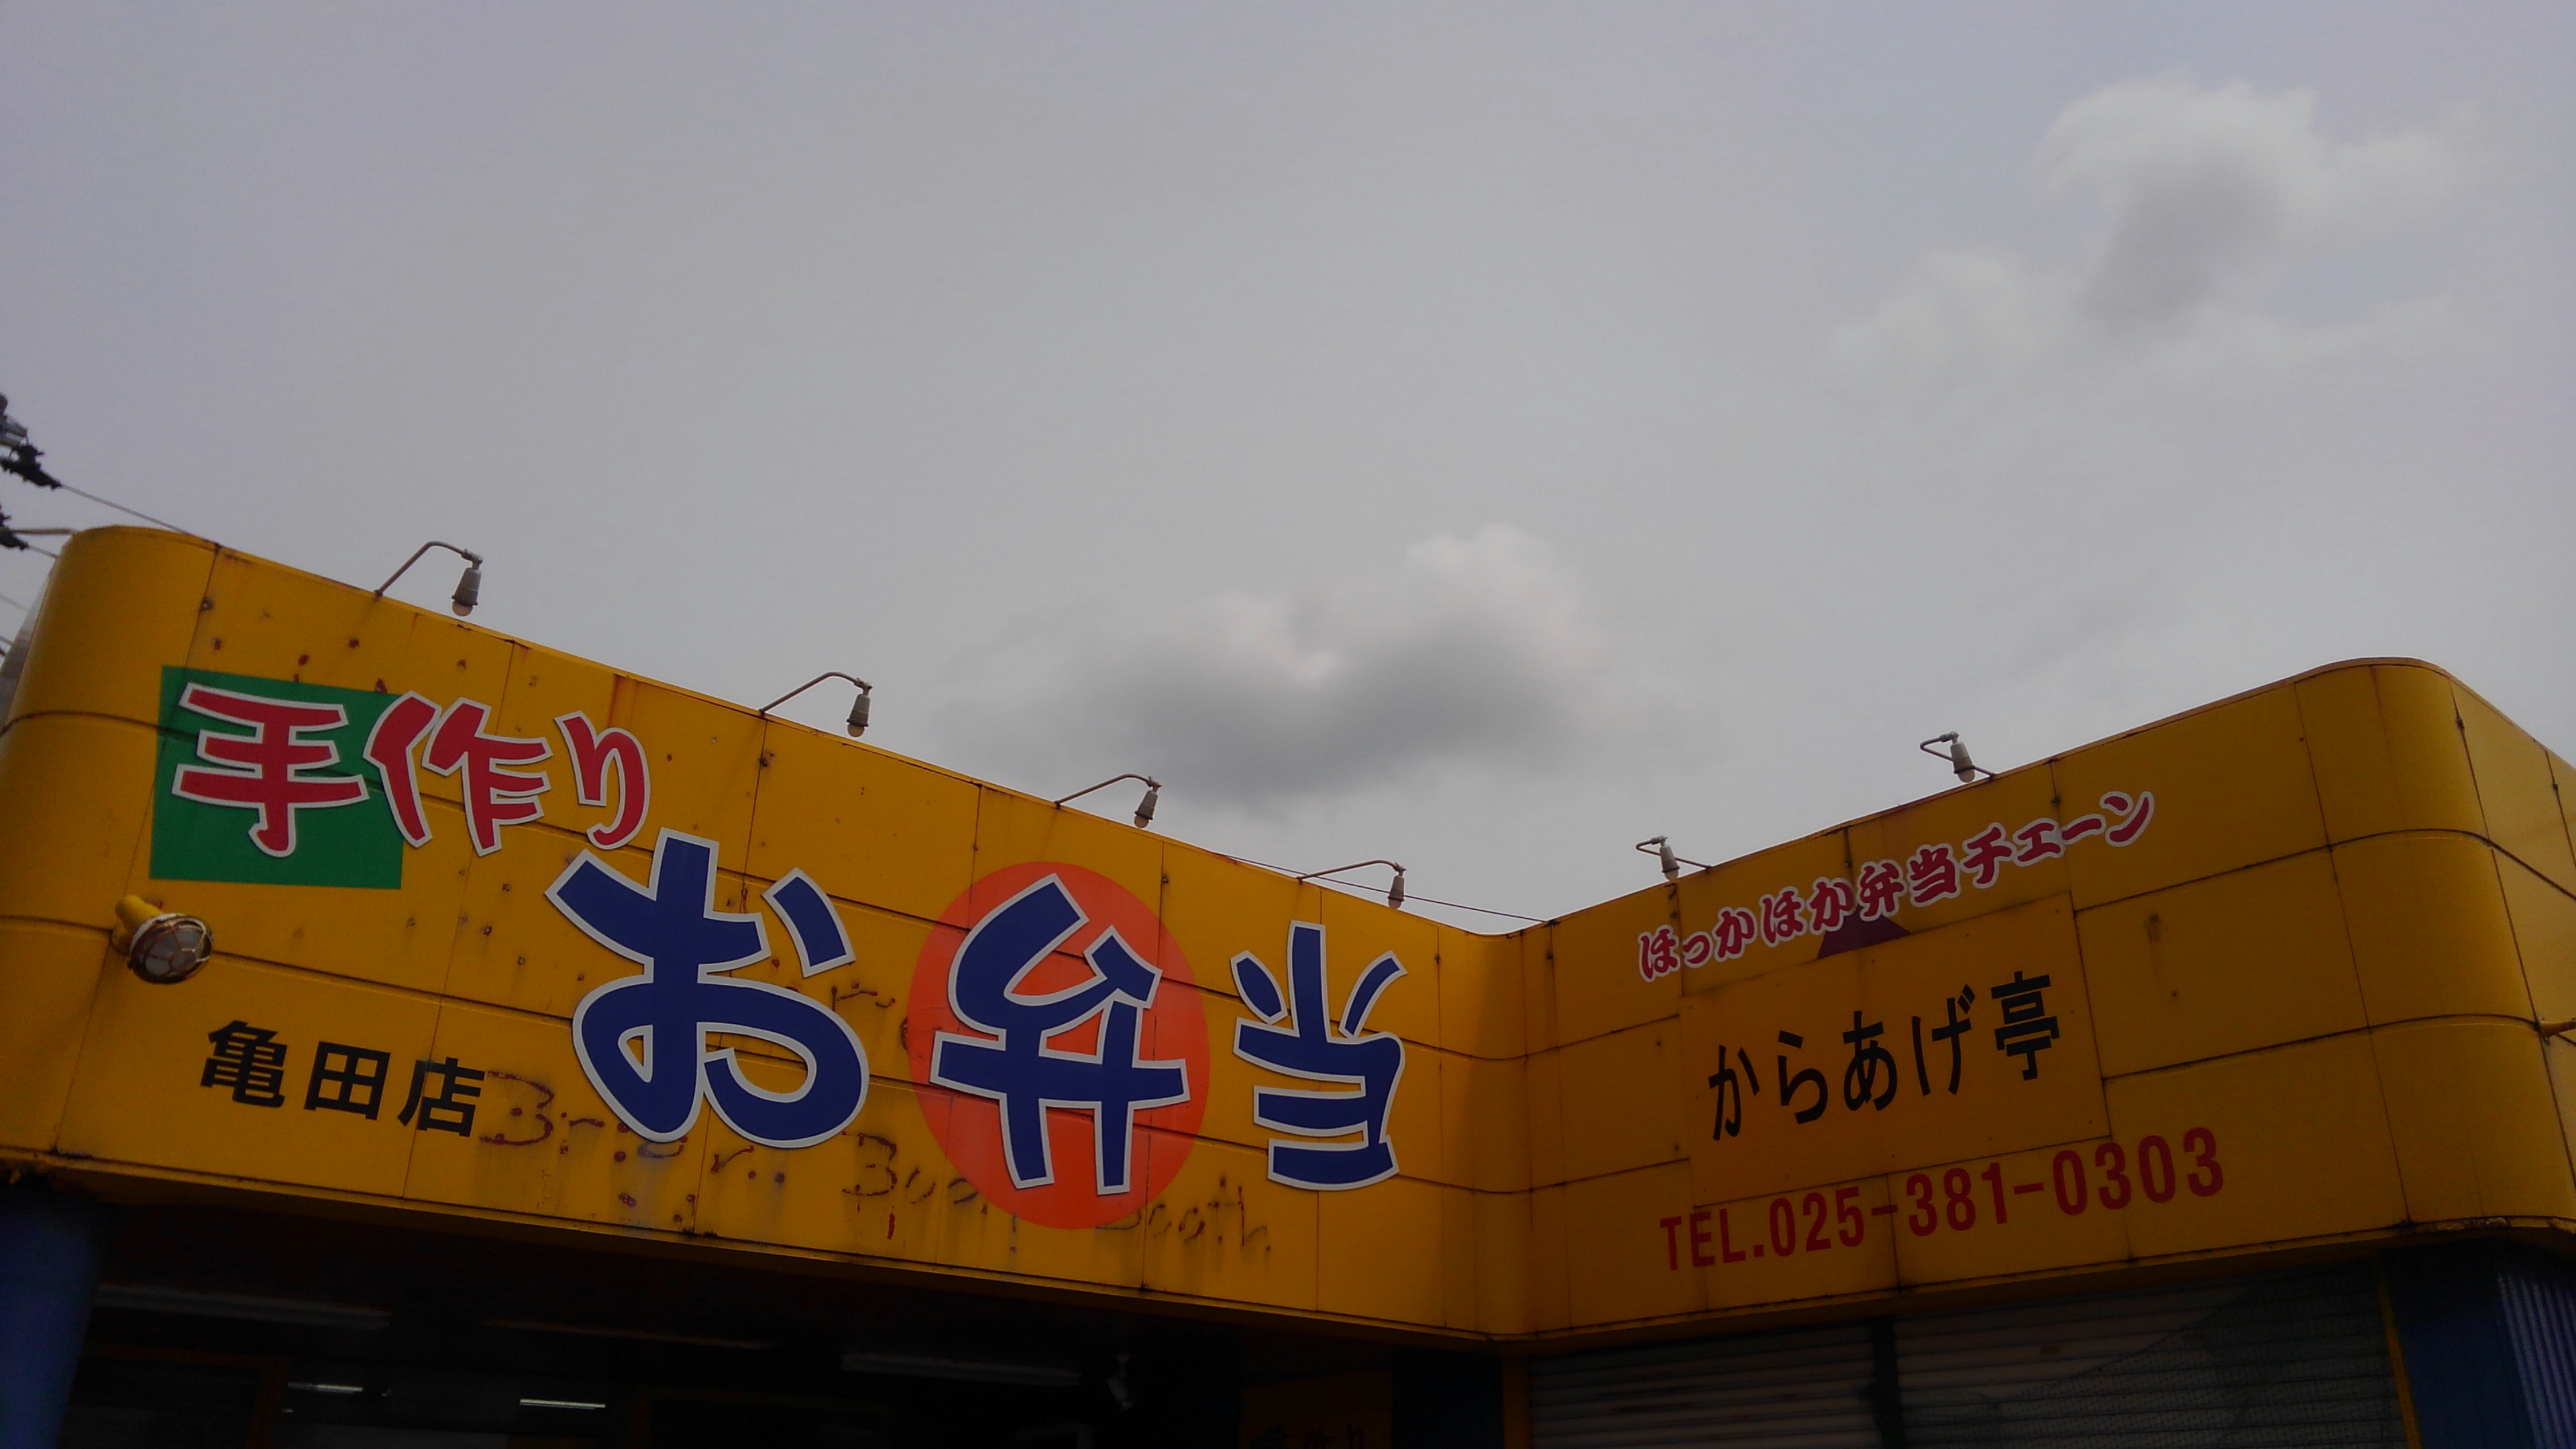 手作り
お弁当
亀田店
ほっかほか弁当チェーン
からあげ亭
TEL.025-381-0303